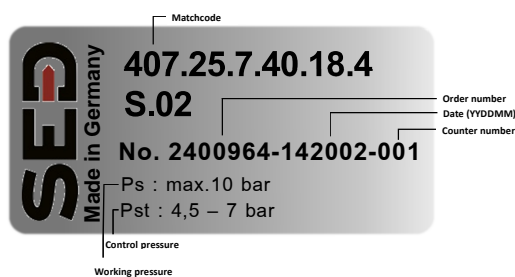 Matchcode
SED
Made in Germany
407.25.7.40.18.4
S.02
No. 2400964-142002-001
Ps : max.10 bar
Pst : 4,5 – 7 bar
Order number
Date (YYDDMM)
Counter number
Control pressure
Working pressure